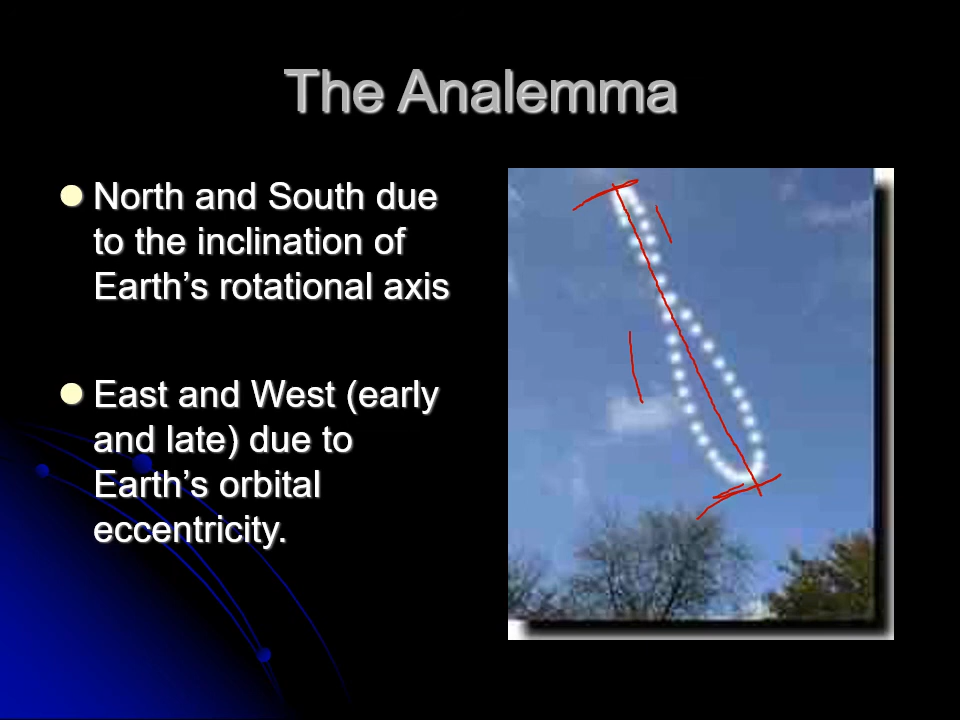 The Analemma
North and South due
to the inclination of
Earth’s rotational axis
East and West (early
and late) due to
Earth’s orbital
eccentricity.